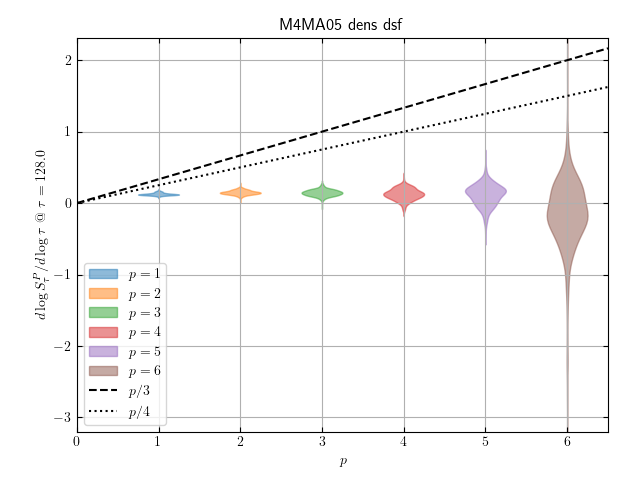 M4MA05 dens dsf
d log S_τ^P / d log τ @ τ = 128.0
2
1
0
−1
−2
−3
p = 1
p = 2
p = 3
p = 4
p = 5
p = 6
p/3
p/4
0 1 2 3 4 5 6
p